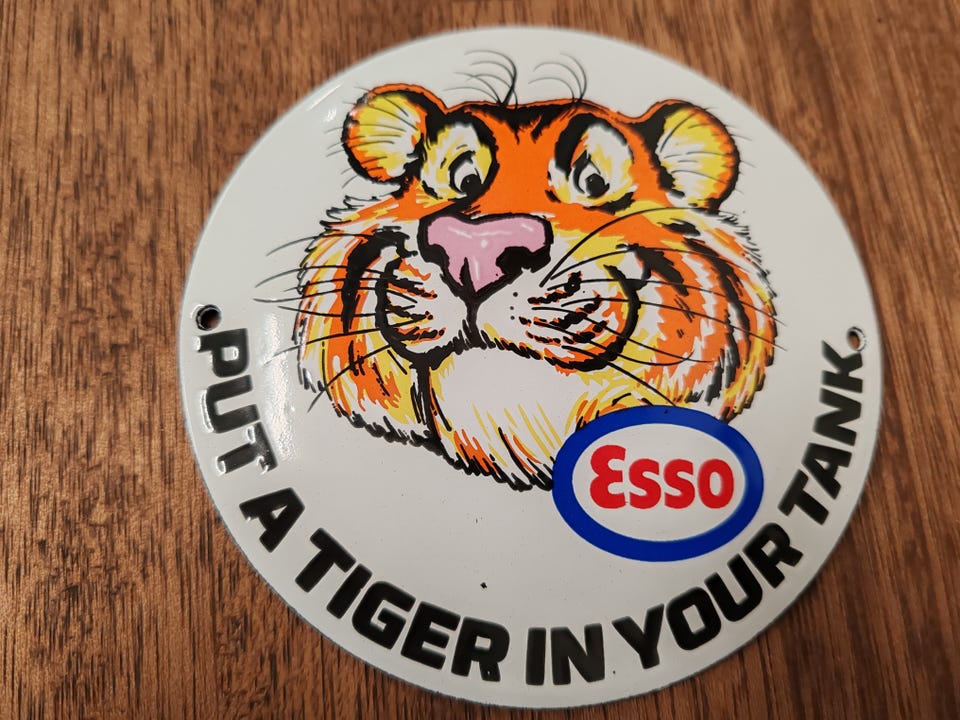 Esso
PUT A TIGER IN YOUR TANK.